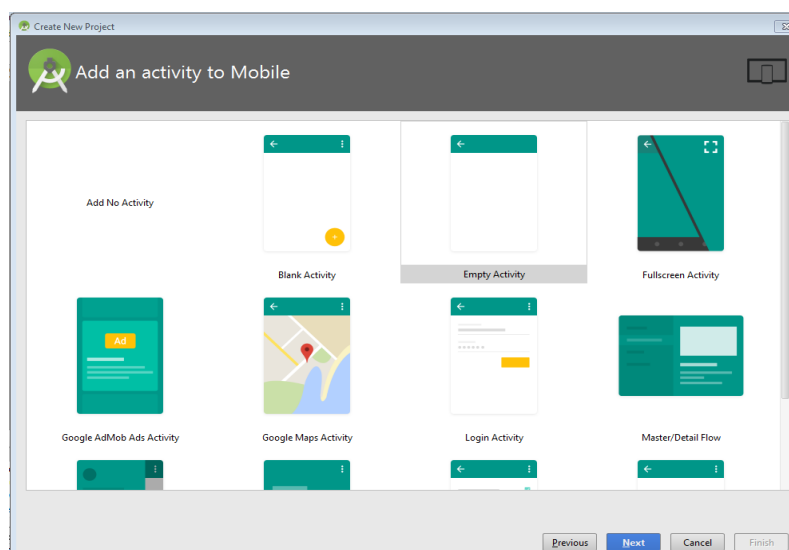 Create New Project
Add an activity to Mobile
Add No Activity
Blank Activity
Empty Activity
Fullscreen Activity
Ad
Google AdMob Ads Activity
Google Maps Activity
Login Activity
Master/Detail Flow
Previous
Next
Cancel
Finish